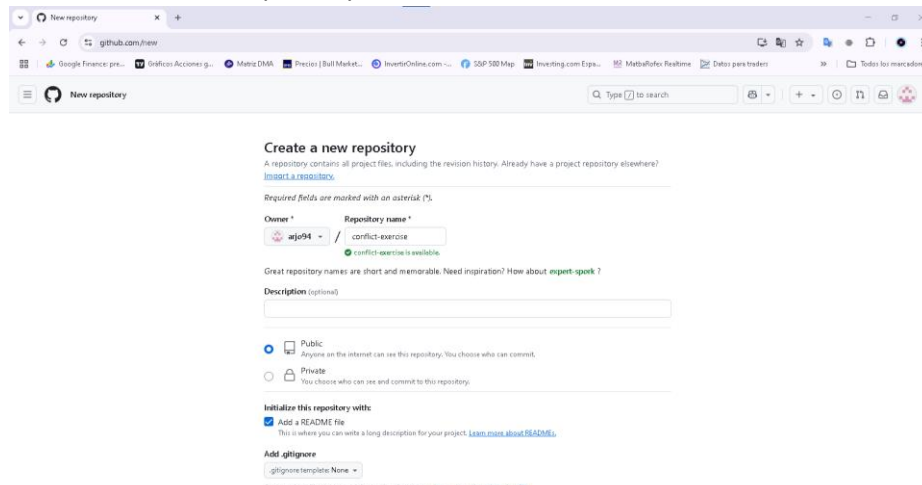 New repository
github.com/new
Google Finance: pre...
Gráficos Acciones g...
Matriz DMA
Precios | Bull Market...
InvertirOnline.com -...
S&P 500 Map
Investing.com Espa...
MatbaRofex Realtime
Datos para traders
Todos los marcadores
New repository
Type / to search
Create a new repository
A repository contains all project files, including the revision history. Already have a project repository elsewhere?
Import a repository.
Required fields are marked with an asterisk (*).
Owner * Repository name *
arjo94 / conflict-exercise
conflict-exercise is available.
Great repository names are short and memorable. Need inspiration? How about expert-spork ?
Description (optional)
Public
Anyone on the internet can see this repository. You choose who can commit.
Private
You choose who can see and commit to this repository.
Initialize this repository with:
Add a README file
This is where you can write a long description for your project. Learn more about READMEs.
Add .gitignore
.gitignore template: None